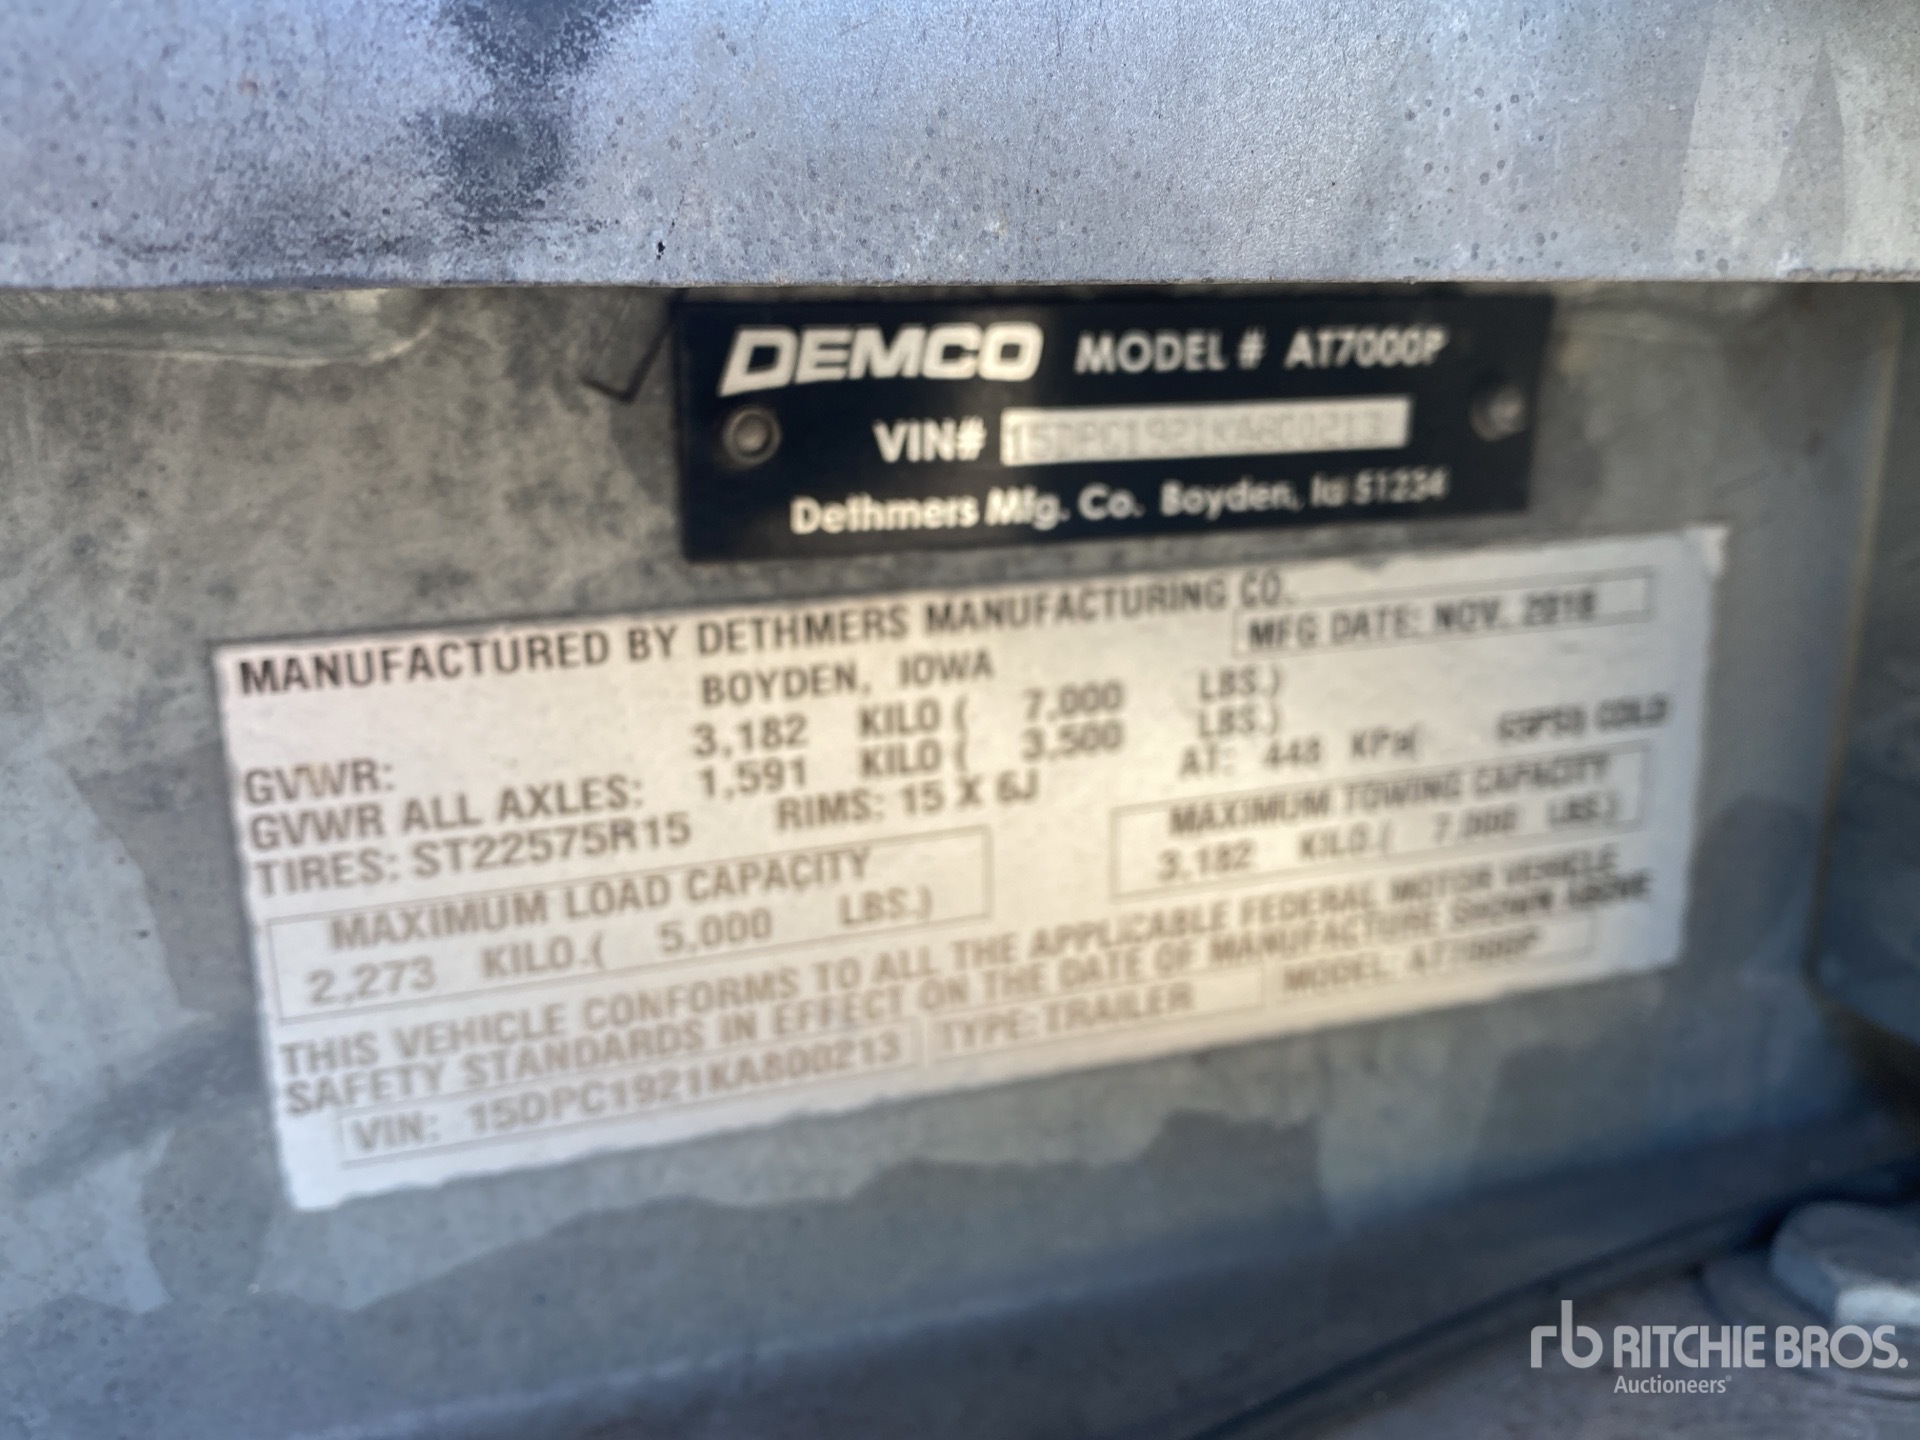 DEMCO MODEL # AT7000P
VIN# 15DPC1921KA800213
Dethmers Mfg. Co. Boyden, Ia 51234
MANUFACTURED BY DETHMERS MANUFACTURING CO.
BOYDEN, IOWA
MFG DATE: NOV. 2018
GVWR: 3,182 KILO ( 7,000 LBS.)
GVWR ALL AXLES: 1,591 KILO ( 3,500 LBS.)
TIRES: ST22575R15 RIMS: 15 X 6J AT: 448 KPa( COLD
MAXIMUM LOAD CAPACITY
2,273 KILO.( 5,000 LBS.)
MAXIMUM TOWING CAPACITY
3,182 KILO.( 7,000 LBS.)
THIS VEHICLE CONFORMS TO ALL THE APPLICABLE FEDERAL MOTOR VEHICLE
SAFETY STANDARDS IN EFFECT ON THE DATE OF MANUFACTURE SHOWN ABOVE
VIN: 15DPC1921KA800213 TYPE: TRAILER MODEL: AT7000P
rb RITCHIE BROS.
Auctioneers